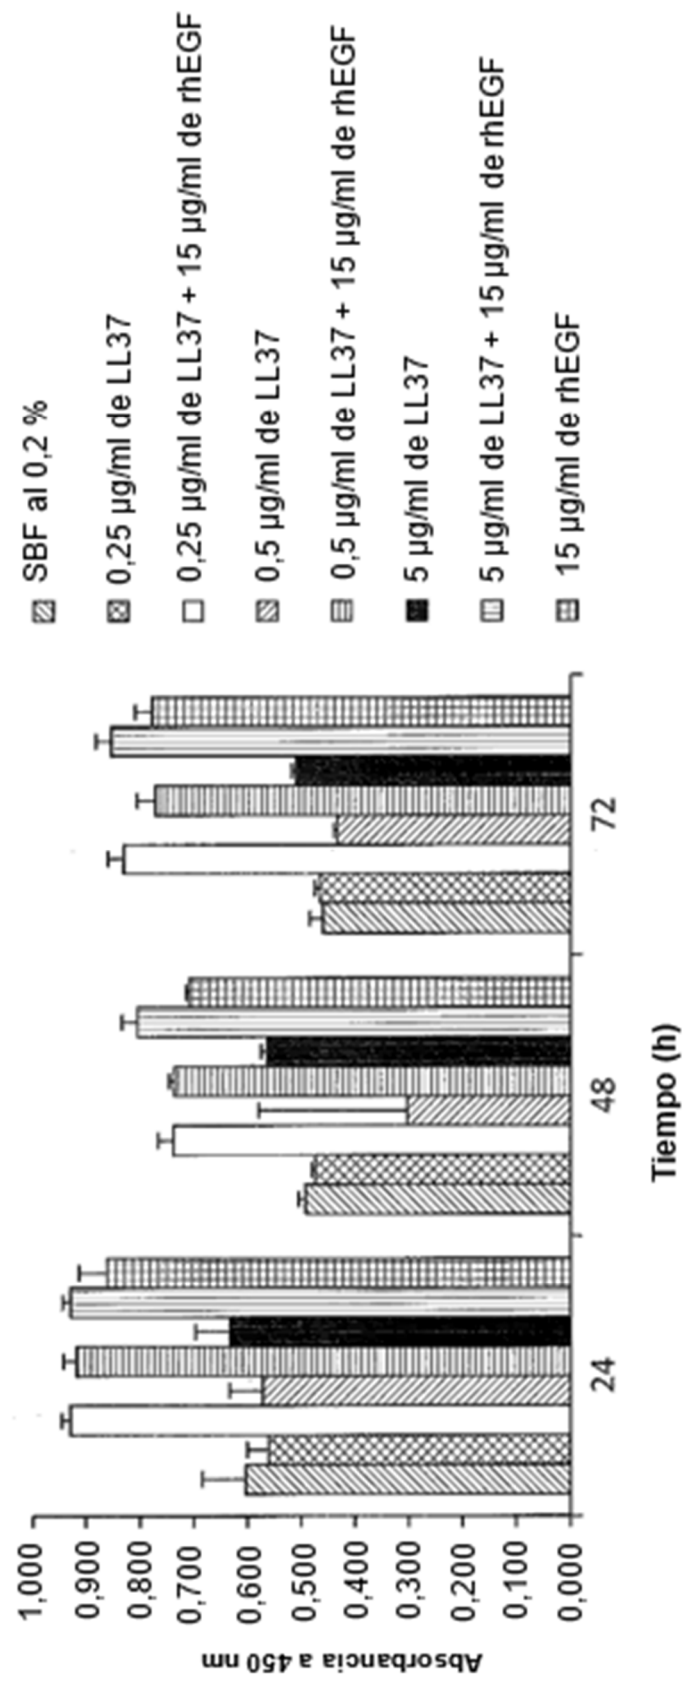 Absorbancia a 450 nm
1,000
0,900
0,800
0,700
0,600
0,500
0,400
0,300
0,200
0,100
0,000
24
48
72
Tiempo (h)
SBF al 0,2 %
0,25 µg/ml de LL37
0,25 µg/ml de LL37 + 15 µg/ml de rhEGF
0,5 µg/ml de LL37
0,5 µg/ml de LL37 + 15 µg/ml de rhEGF
5 µg/ml de LL37
5 µg/ml de LL37 + 15 µg/ml de rhEGF
15 µg/ml de rhEGF